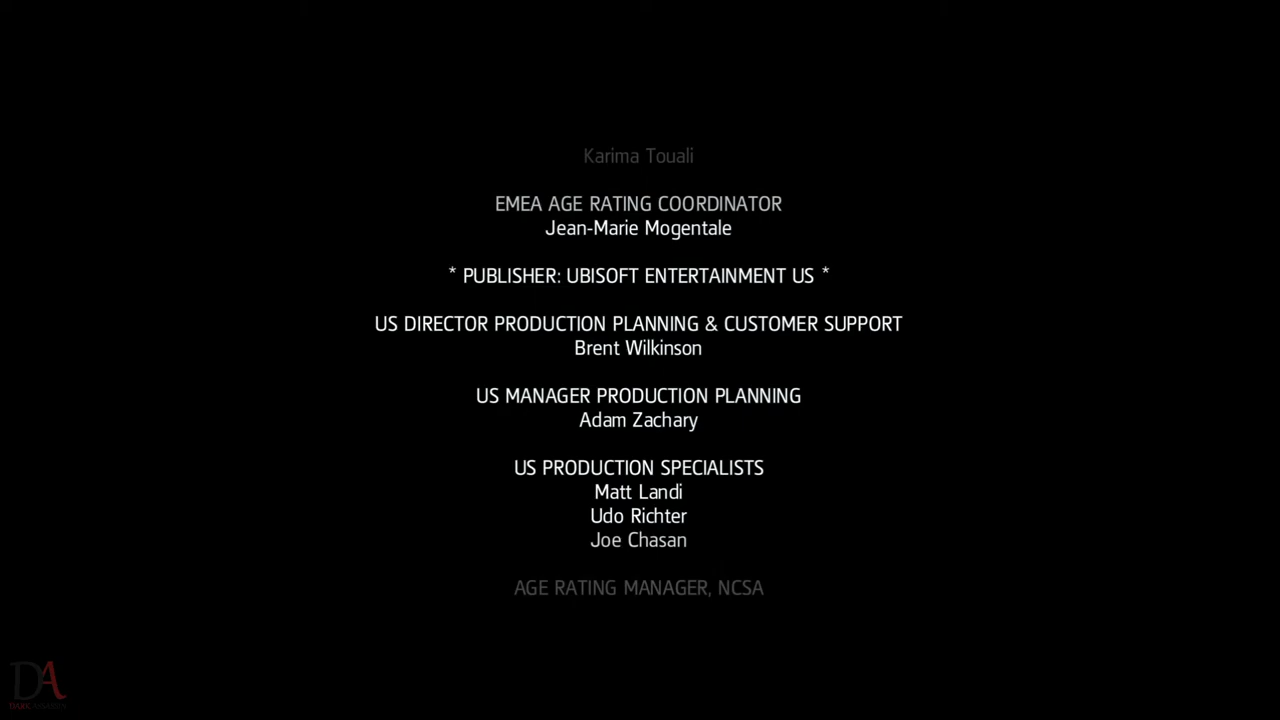 Karima Touali
EMEA AGE RATING COORDINATOR
Jean-Marie Mogentale
* PUBLISHER: UBISOFT ENTERTAINMENT US *
US DIRECTOR PRODUCTION PLANNING & CUSTOMER SUPPORT
Brent Wilkinson
US MANAGER PRODUCTION PLANNING
Adam Zachary
US PRODUCTION SPECIALISTS
Matt Landi
Udo Richter
Joe Chasan
AGE RATING MANAGER, NCSA
DA